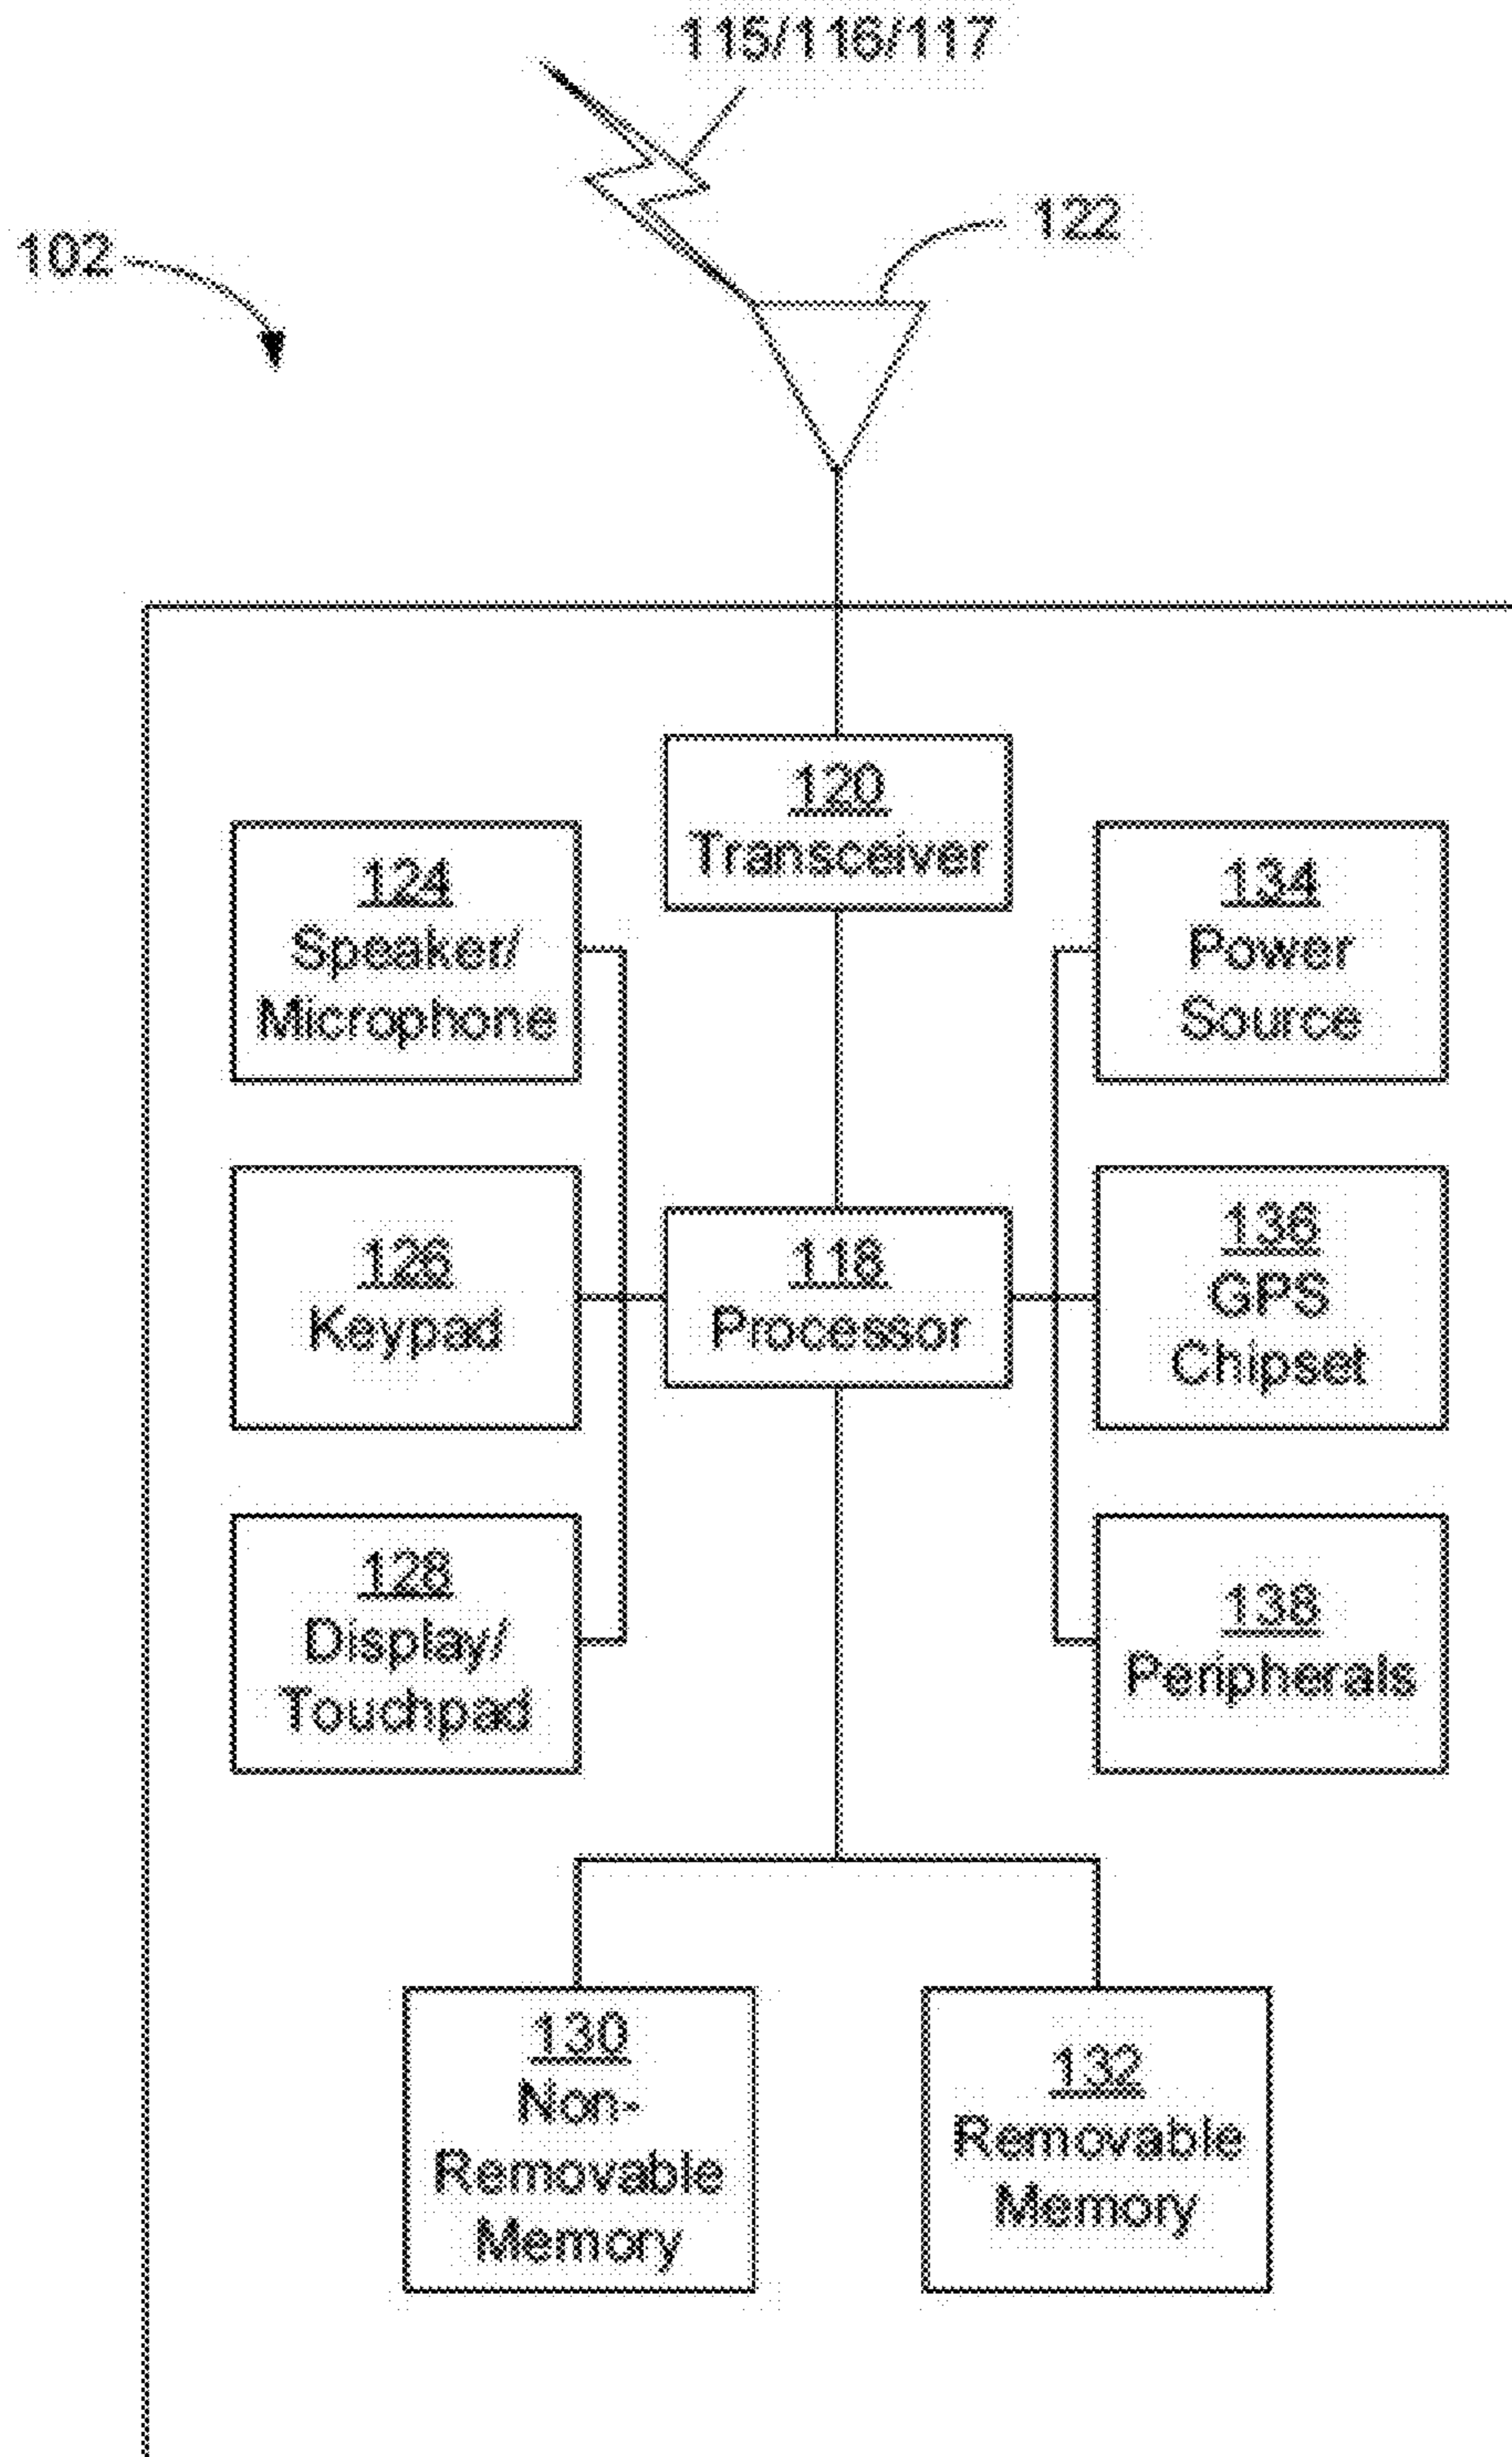 115/116/117
122
102
120
Transceiver
124
Speaker/
Microphone
134
Power
Source
126
Keypad
118
Processor
136
GPS
Chipset
128
Display/
Touchpad
138
Peripherals
130
Non-
Removable
Memory
132
Removable
Memory